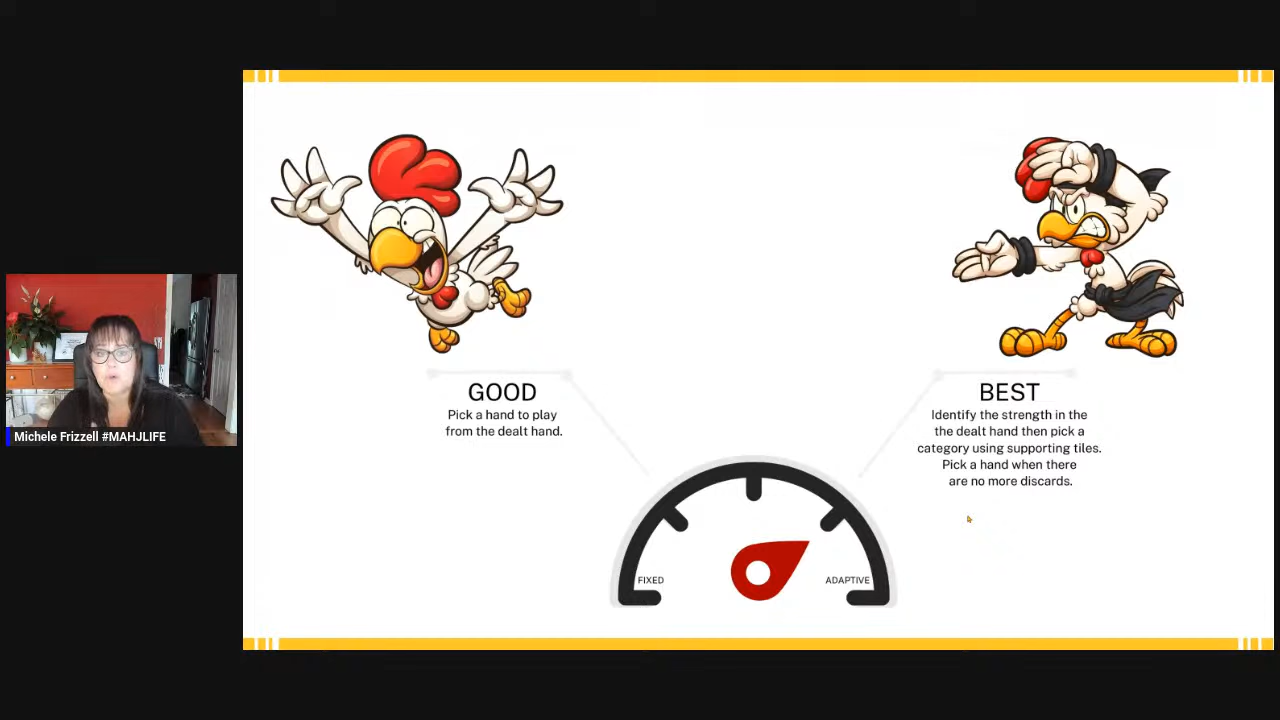 GOOD
Pick a hand to play
from the dealt hand.
BEST
Identify the strength in the
the dealt hand then pick a
category using supporting tiles.
Pick a hand when there
are no more discards.
FIXED
ADAPTIVE
Michele Frizzell #MAHJLIFE